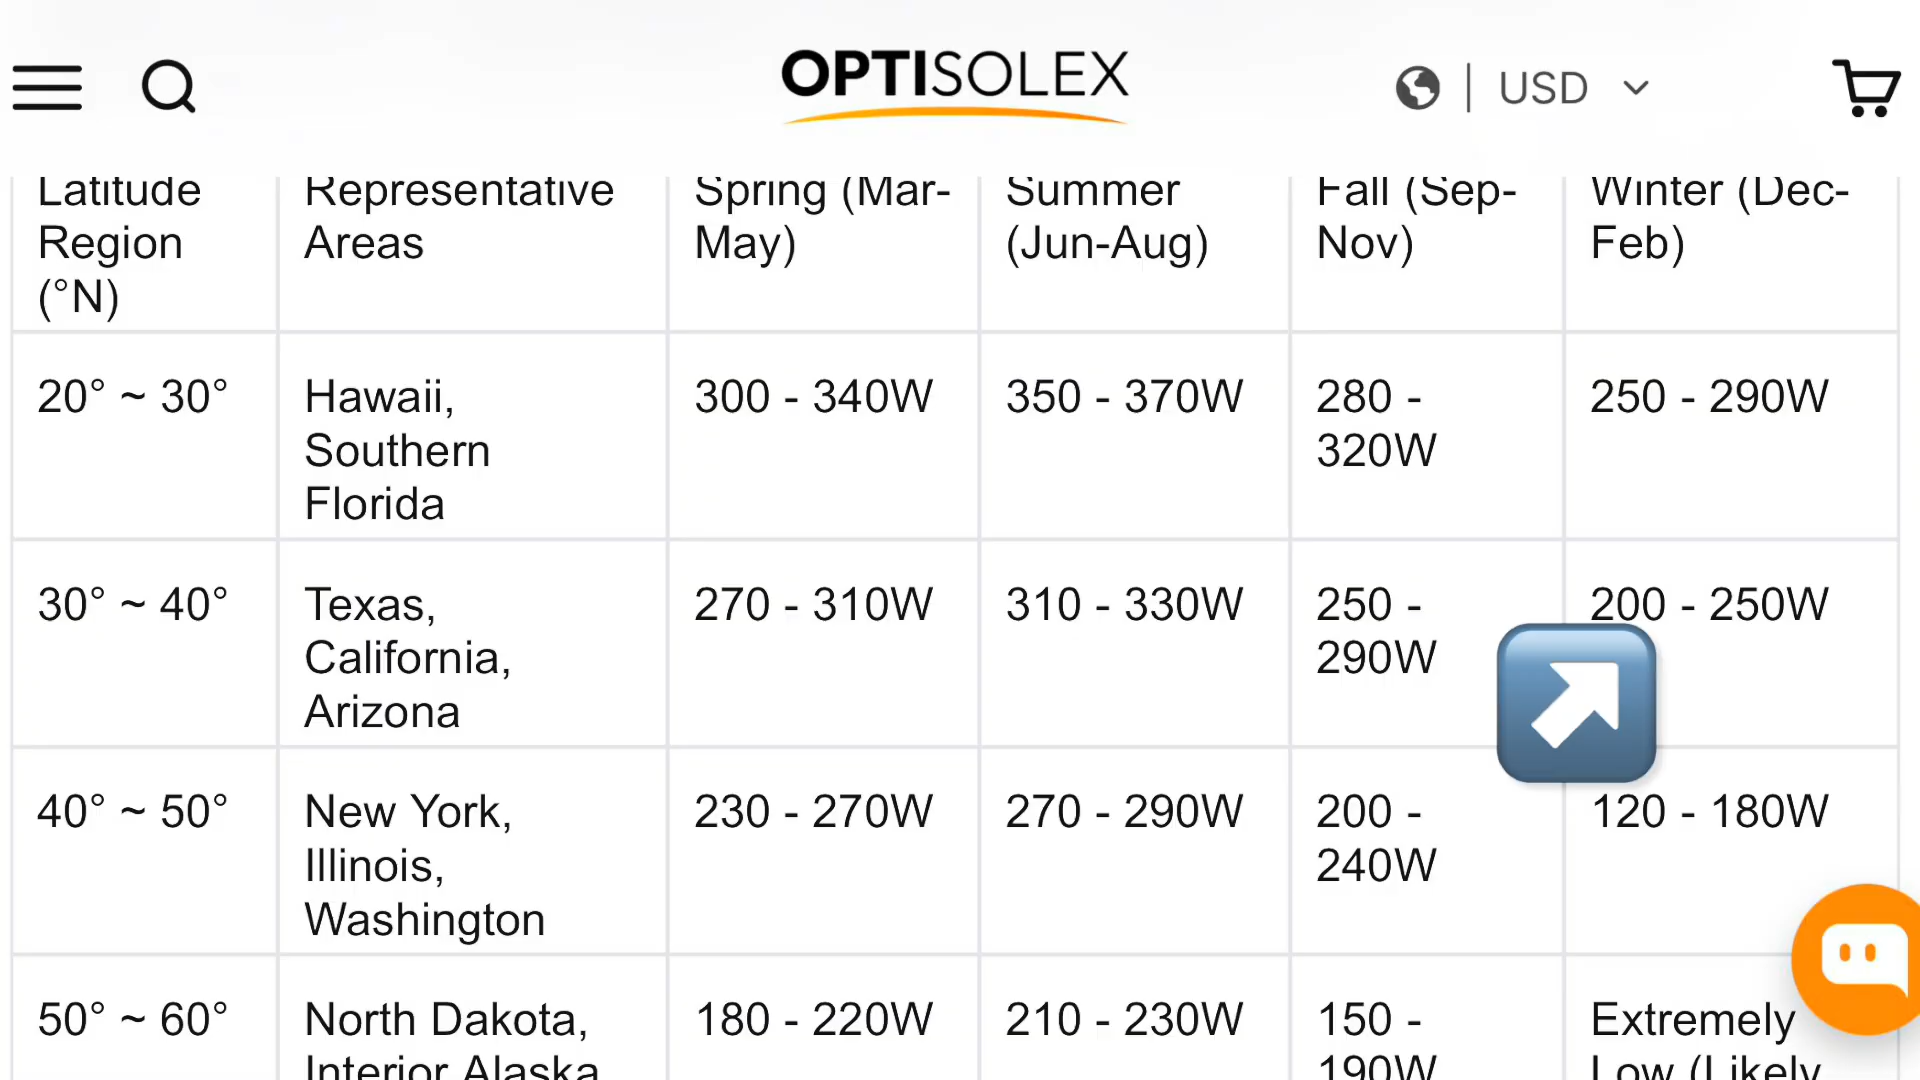 OPTISOLEX
USD
Latitude Region (°N)
Representative Areas
Spring (Mar-May)
Summer (Jun-Aug)
Fall (Sep-Nov)
Winter (Dec-Feb)
20° ~ 30°
Hawaii,
Southern
Florida
300 - 340W
350 - 370W
280 -
320W
250 - 290W
30° ~ 40°
Texas,
California,
Arizona
270 - 310W
310 - 330W
250 -
290W
200 - 250W
40° ~ 50°
New York,
Illinois,
Washington
230 - 270W
270 - 290W
200 -
240W
120 - 180W
50° ~ 60°
North Dakota,
Interior Alaska
180 - 220W
210 - 230W
150 -
190W
Extremely
Low (Likely